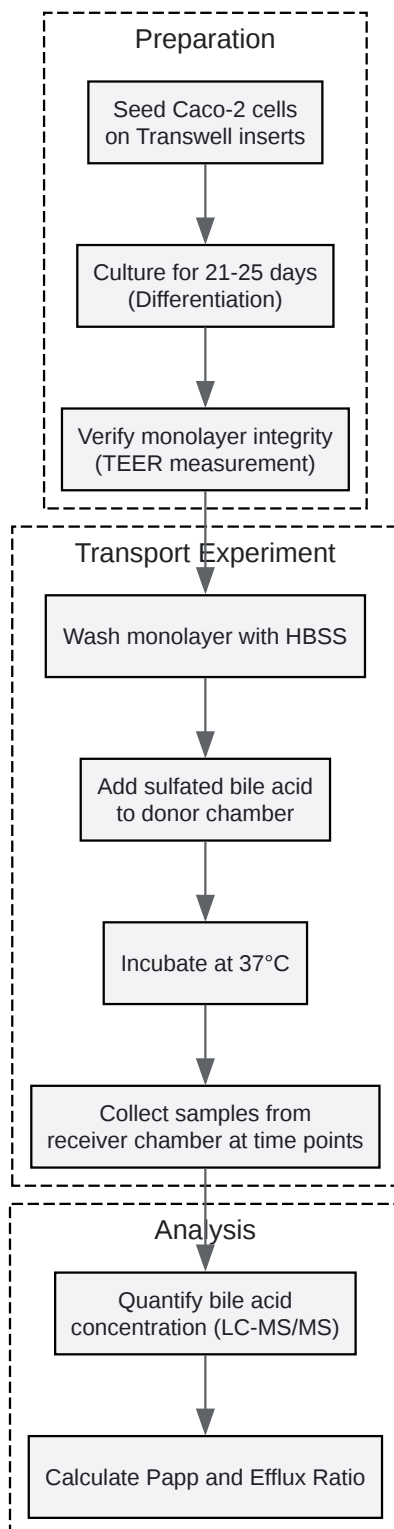 Preparation
Seed Caco-2 cells
on Transwell inserts
Culture for 21-25 days
(Differentiation)
Verify monolayer integrity
(TEER measurement)
Transport Experiment
Wash monolayer with HBSS
Add sulfated bile acid
to donor chamber
Incubate at 37°C
Collect samples from
receiver chamber at time points
Analysis
Quantify bile acid
concentration (LC-MS/MS)
Calculate Papp and Efflux Ratio